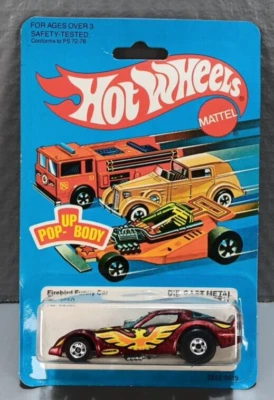 FOR AGES OVER 3
SAFETY-TESTED
Conforms to PS 72-76
HOT WHEELS
MATTEL
POP-UP BODY
Firebird Funny Car
DIE-CAST METAL